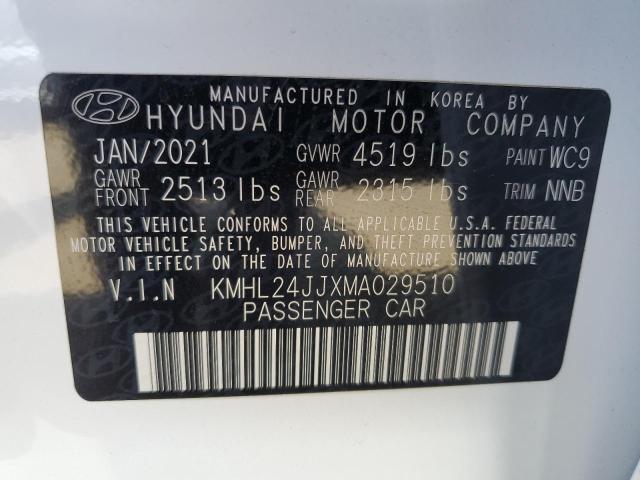 MANUFACTURED IN KOREA BY
HYUNDAI MOTOR COMPANY
JAN/2021 GVWR 4519 lbs PAINT WC9
GAWR FRONT 2513 lbs GAWR REAR 2315 lbs TRIM NNB
THIS VEHICLE CONFORMS TO ALL APPLICABLE U.S.A. FEDERAL
MOTOR VEHICLE SAFETY, BUMPER, AND THEFT PREVENTION STANDARDS
IN EFFECT ON THE DATE OF MANUFACTURE SHOWN ABOVE.
V.I.N KMHL24JJXMA029510
PASSENGER CAR